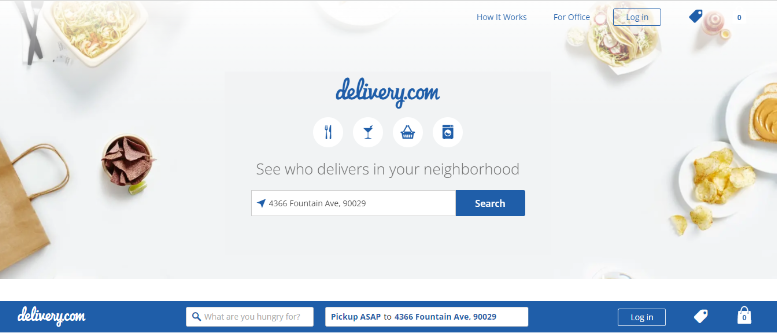 How It Works
For Office
Log in
0
delivery.com
See who delivers in your neighborhood
4366 Fountain Ave, 90029
Search
delivery.com
What are you hungry for?
Pickup ASAP to 4366 Fountain Ave, 90029
Log in
0